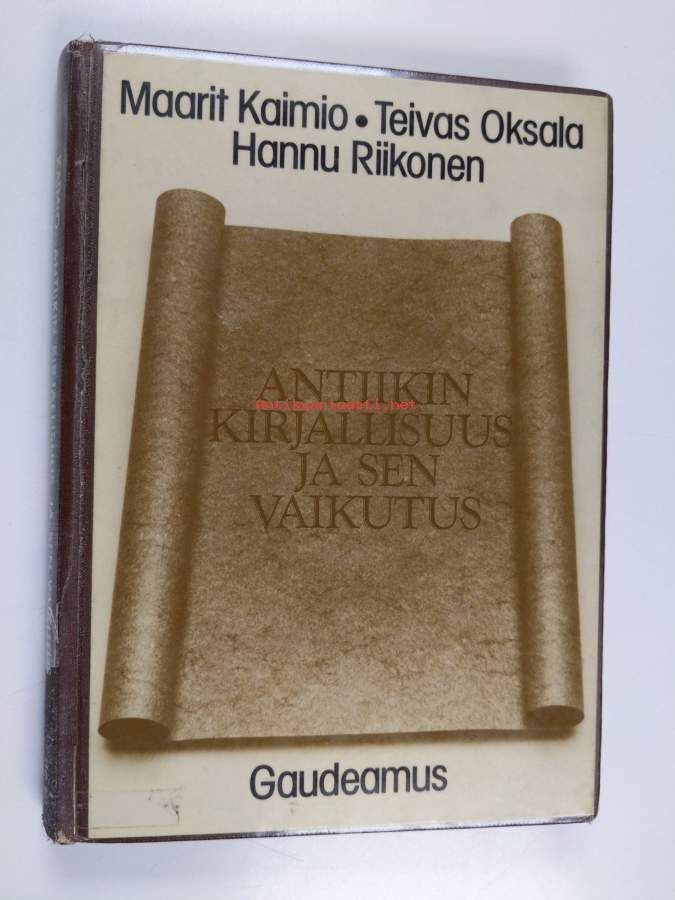 Maarit Kaimio • Teivas Oksala
Hannu Riikonen
ANTIIKIN
Antikvariaatti.net
KIRJALLISUUS
JA SEN
VAIKUTUS
Gaudeamus